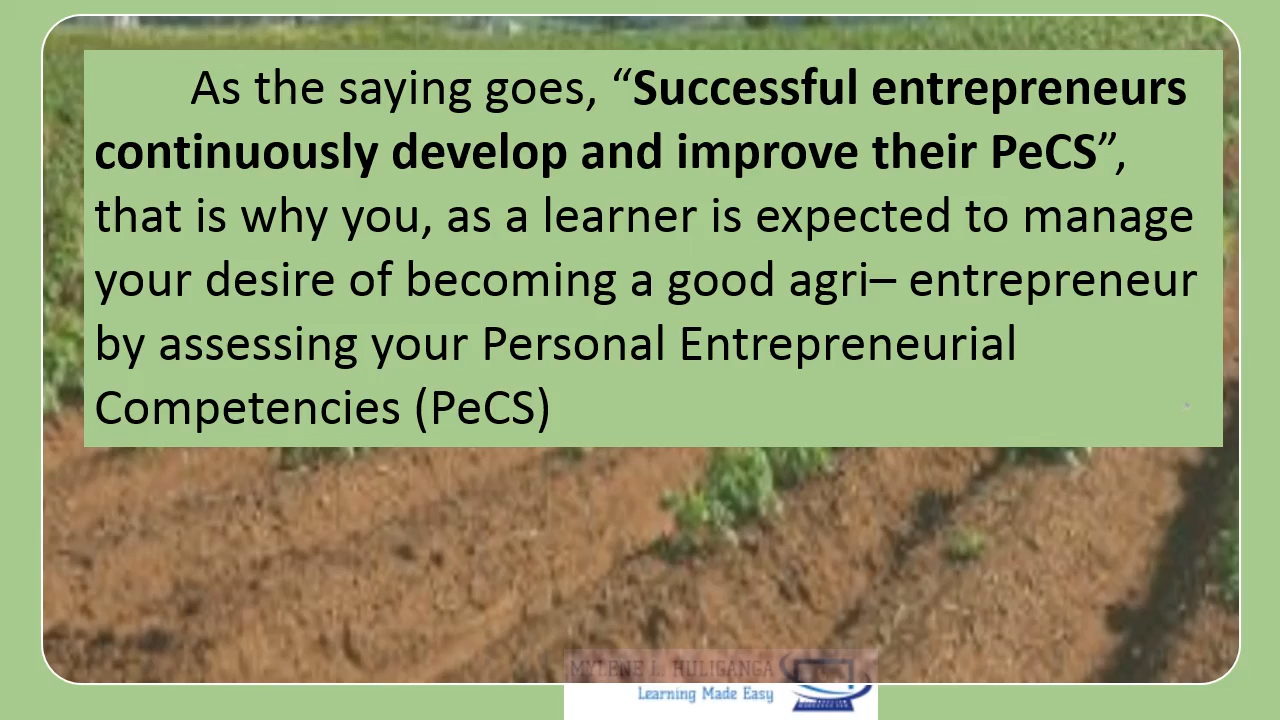 As the saying goes, “Successful entrepreneurs
continuously develop and improve their PeCS”,
that is why you, as a learner is expected to manage
your desire of becoming a good agri– entrepreneur
by assessing your Personal Entrepreneurial
Competencies (PeCS)
MYLENE L. HULIGANGA
Learning Made Easy